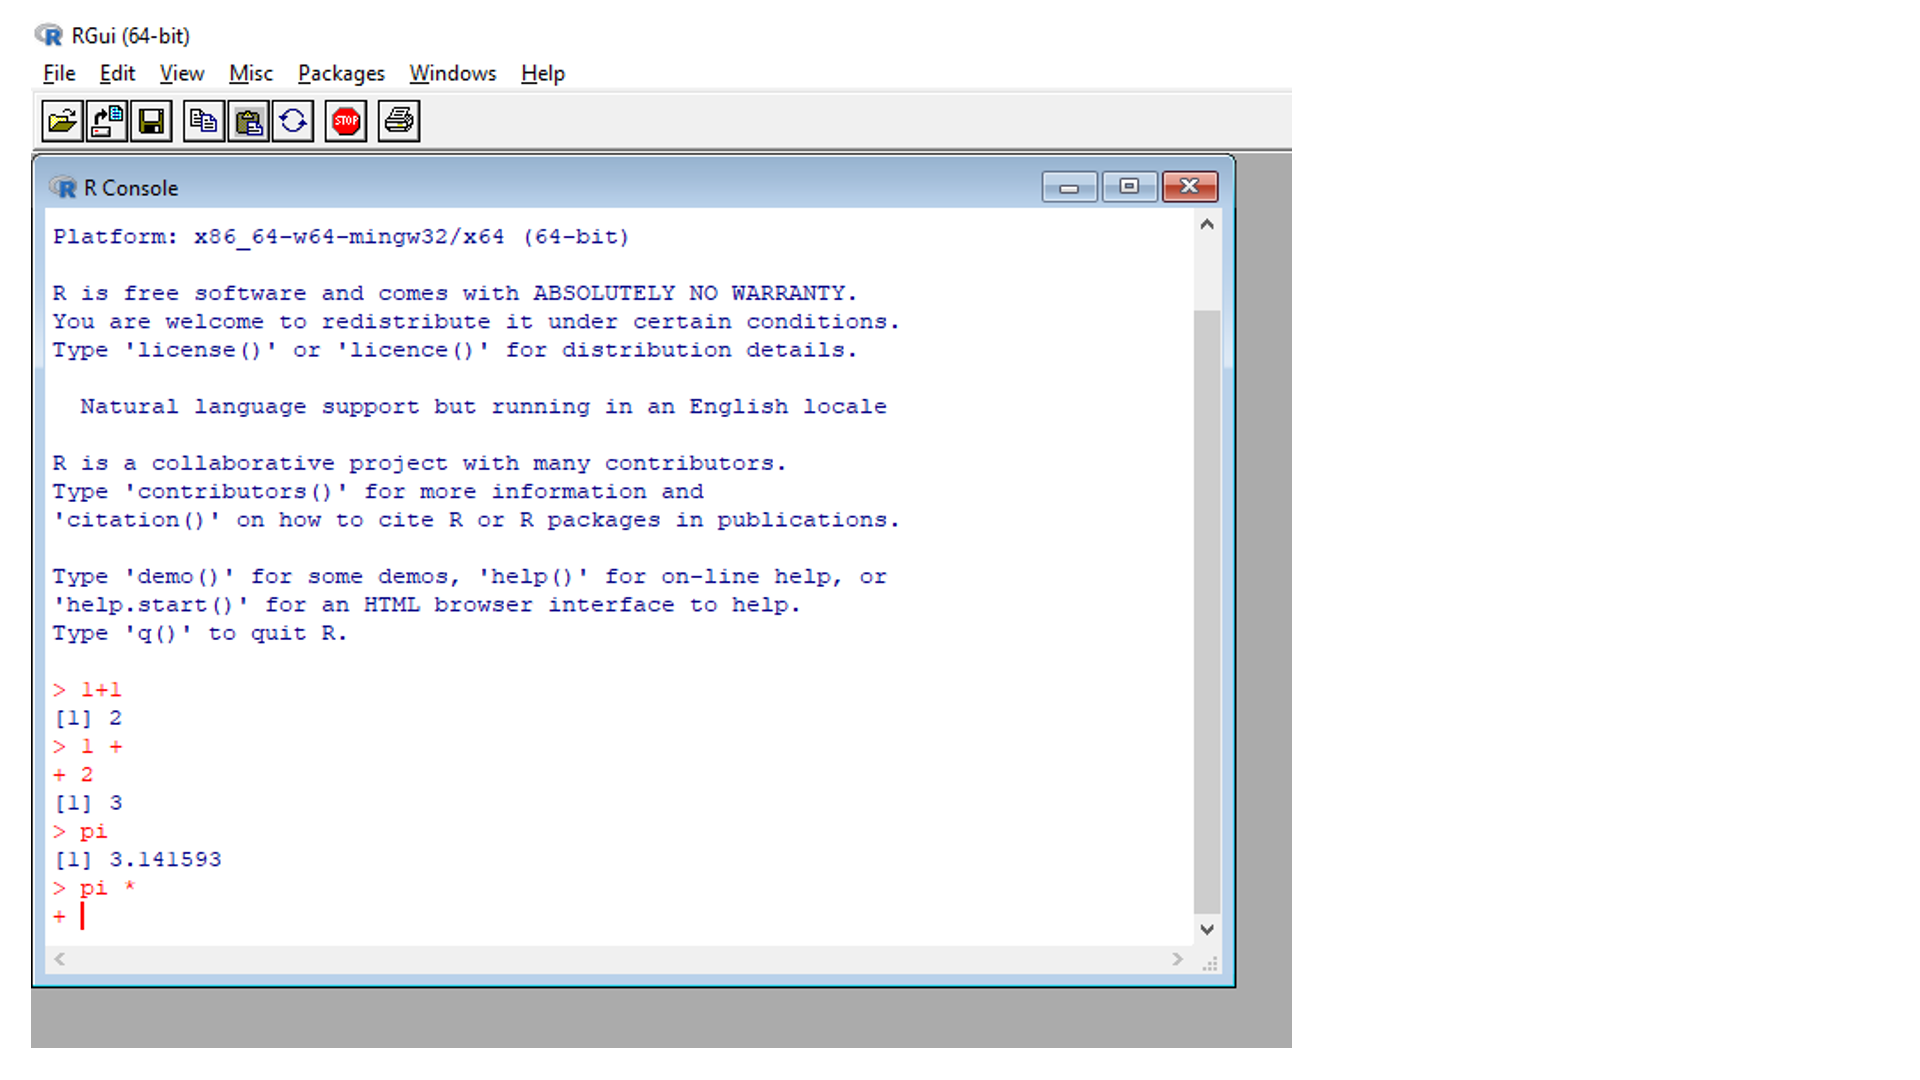 RGui (64-bit)
File Edit View Misc Packages Windows Help
STOP
R Console
Platform: x86_64-w64-mingw32/x64 (64-bit)
R is free software and comes with ABSOLUTELY NO WARRANTY.
You are welcome to redistribute it under certain conditions.
Type 'license()' or 'licence()' for distribution details.
Natural language support but running in an English locale
R is a collaborative project with many contributors.
Type 'contributors()' for more information and
'citation()' on how to cite R or R packages in publications.
Type 'demo()' for some demos, 'help()' for on-line help, or
'help.start()' for an HTML browser interface to help.
Type 'q()' to quit R.
> 1+1
[1] 2
> 1 +
+ 2
[1] 3
> pi
[1] 3.141593
> pi *
+